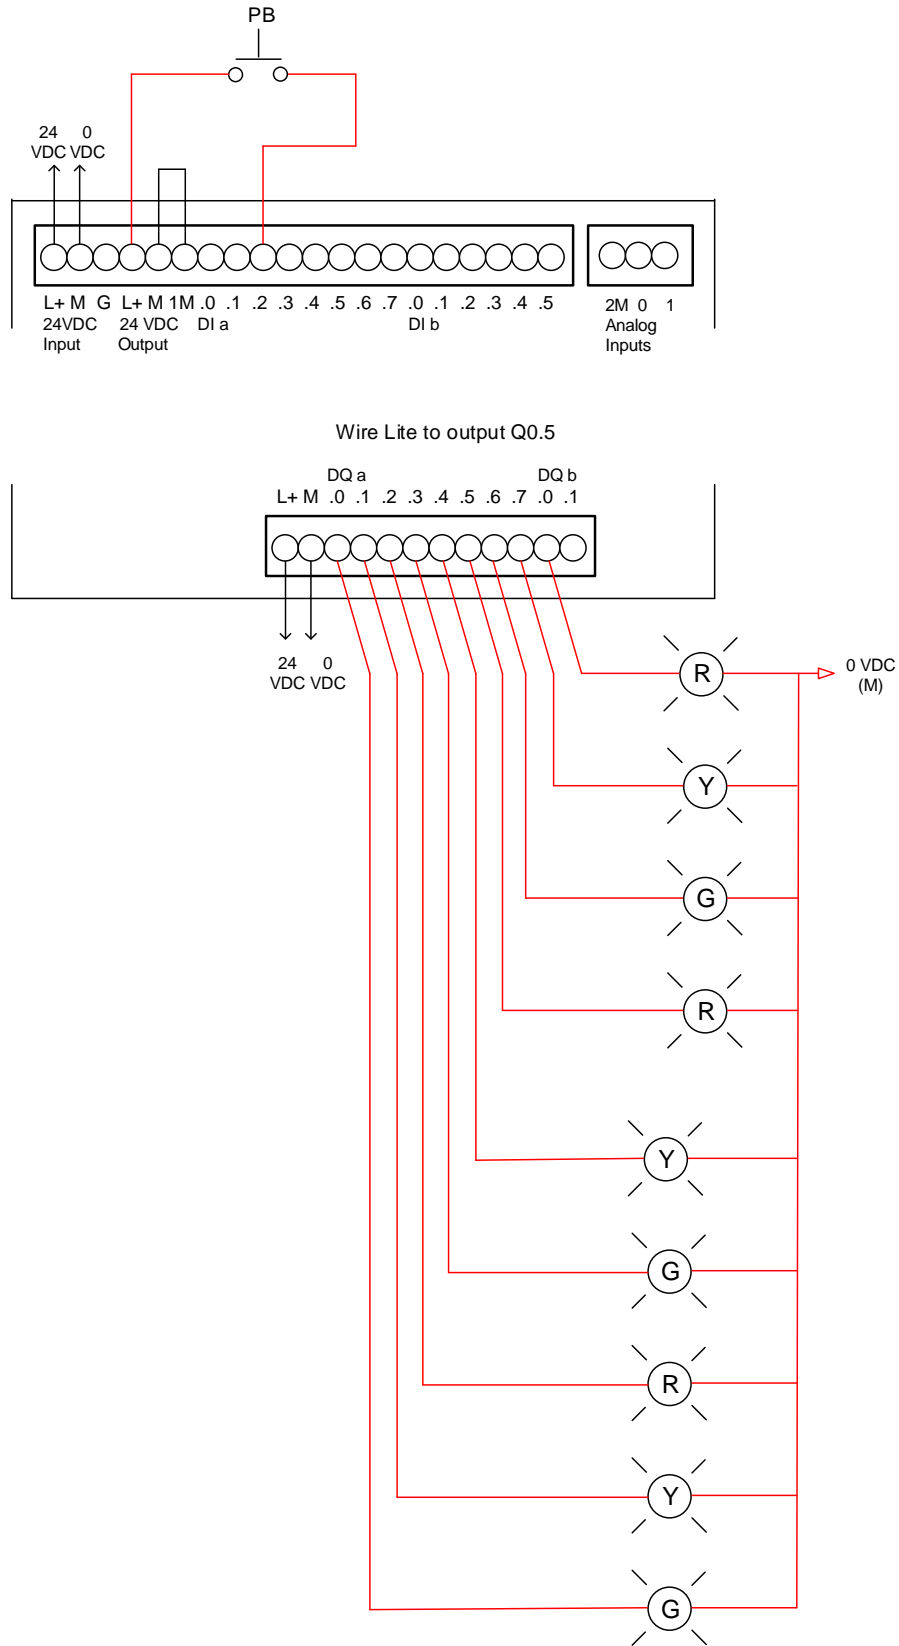 PB
24 0
VDC VDC
L+ M G L+ M 1M .0 .1 .2 .3 .4 .5 .6 .7 .0 .1 .2 .3 .4 .5
24VDC 24 VDC DI a DI b
Input Output
2M 0 1
Analog
Inputs
Wire Lite to output Q0.5
DQ a DQ b
L+ M .0 .1 .2 .3 .4 .5 .6 .7 .0 .1
24 0
VDC VDC
R
0 VDC
(M)
Y
G
R
Y
G
R
Y
G